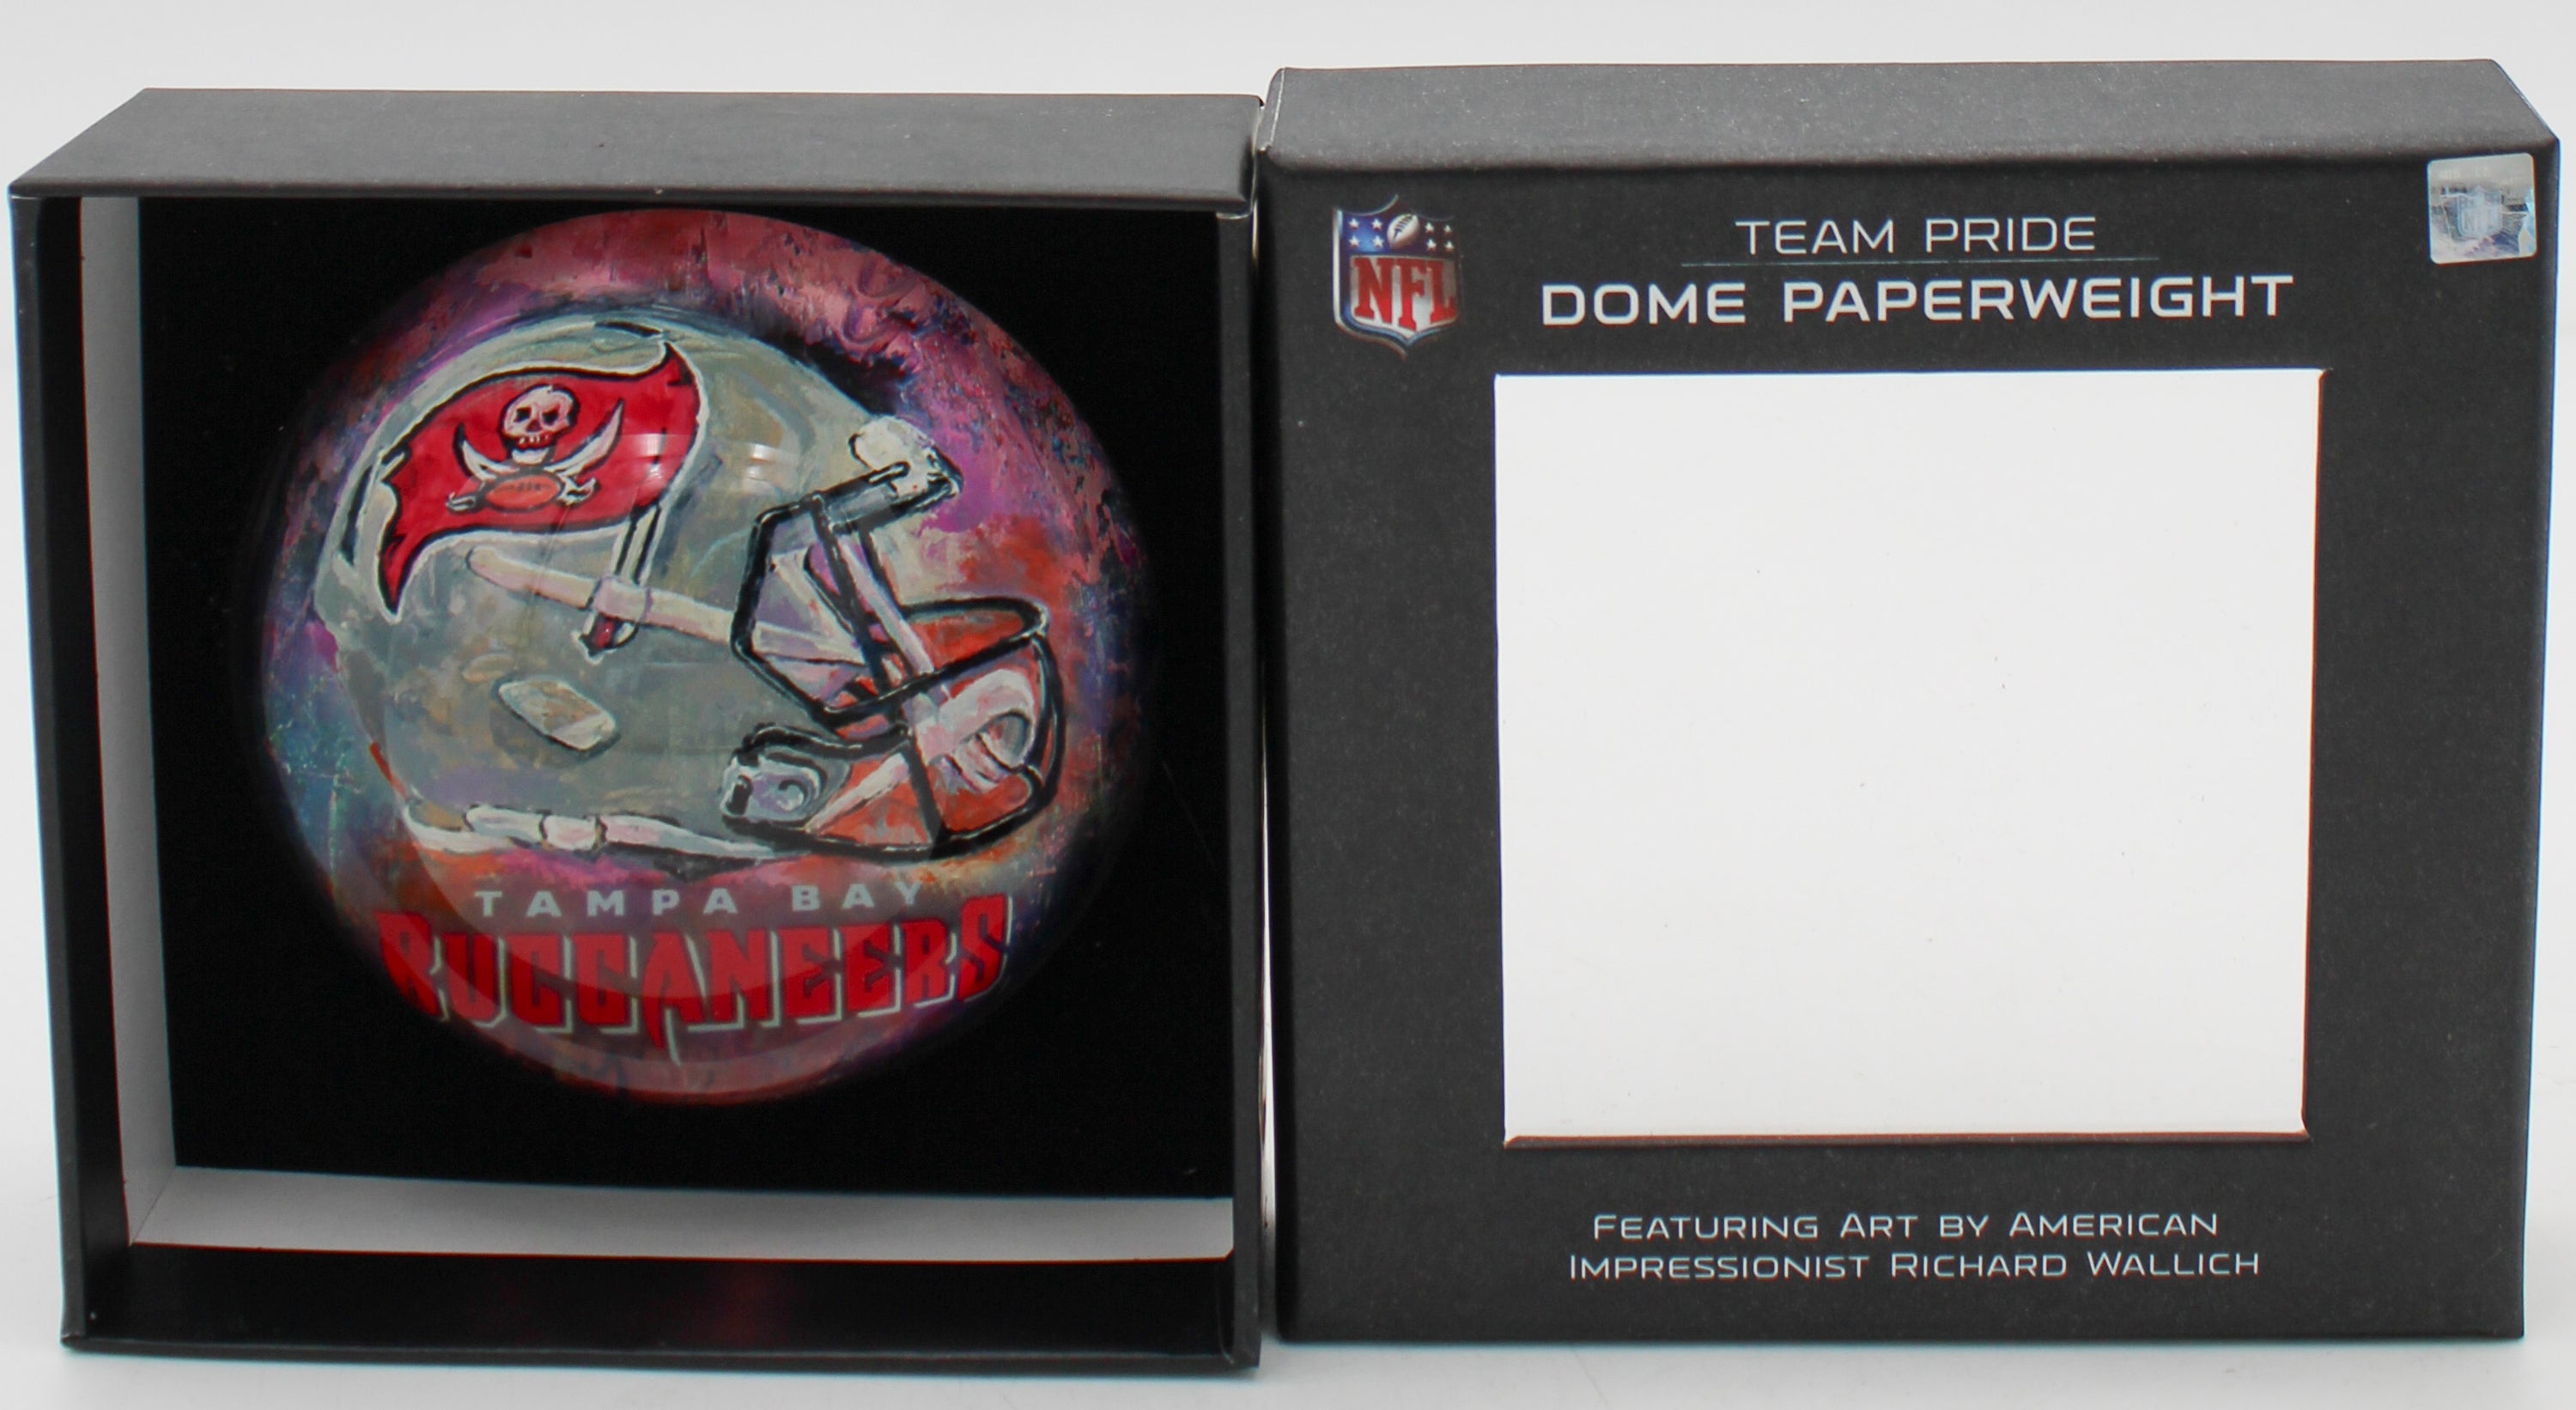 TAMPA BAY
BUCCANEERS
NFL
TEAM PRIDE
DOME PAPERWEIGHT
FEATURING ART BY AMERICAN
IMPRESSIONIST RICHARD WALLICH